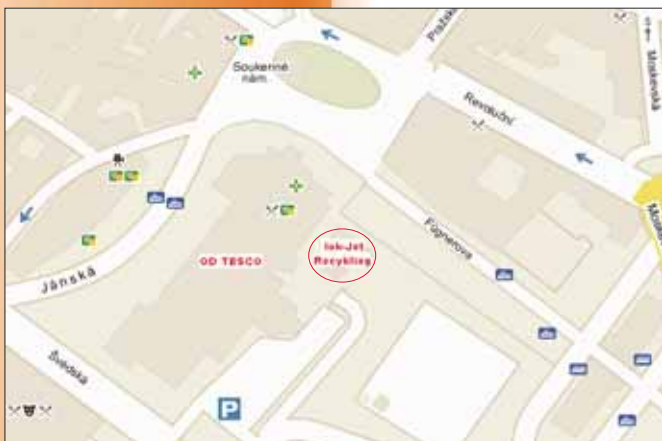 Soukenné
nám.
Pražská
Moskevská
Revoluční
Fügnerova
Ink-Jet
Recykling
OD TESCO
Jánská
Švédská
P